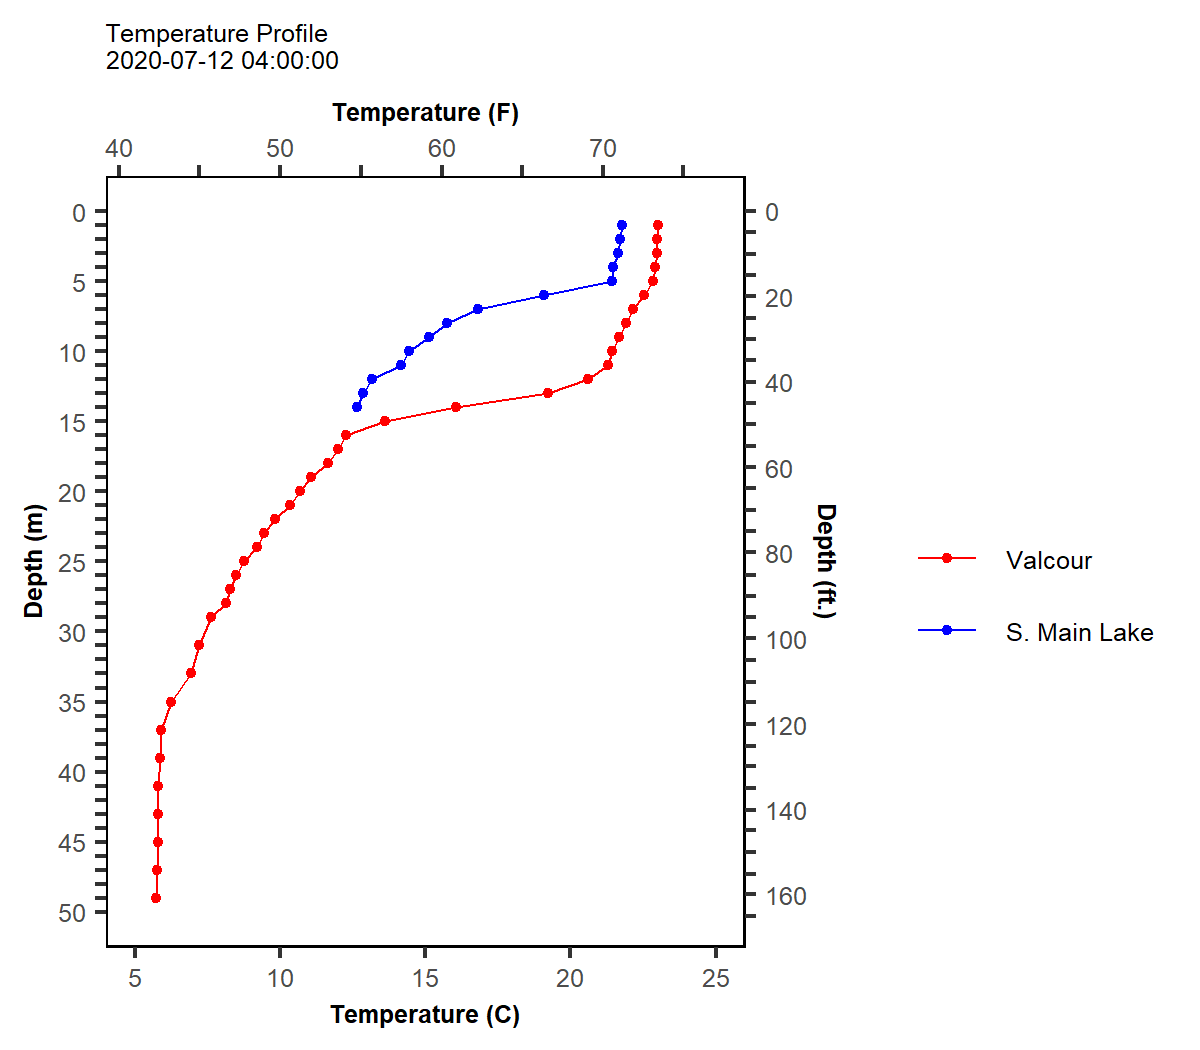 Temperature Profile
2020-07-12 04:00:00
Temperature (F)
40 50 60 70
0
5
10
15
20
25
30
35
40
45
50
Depth (m)
0
20
40
60
80
100
120
140
160
Depth (ft.)
Valcour
S. Main Lake
5 10 15 20 25
Temperature (C)